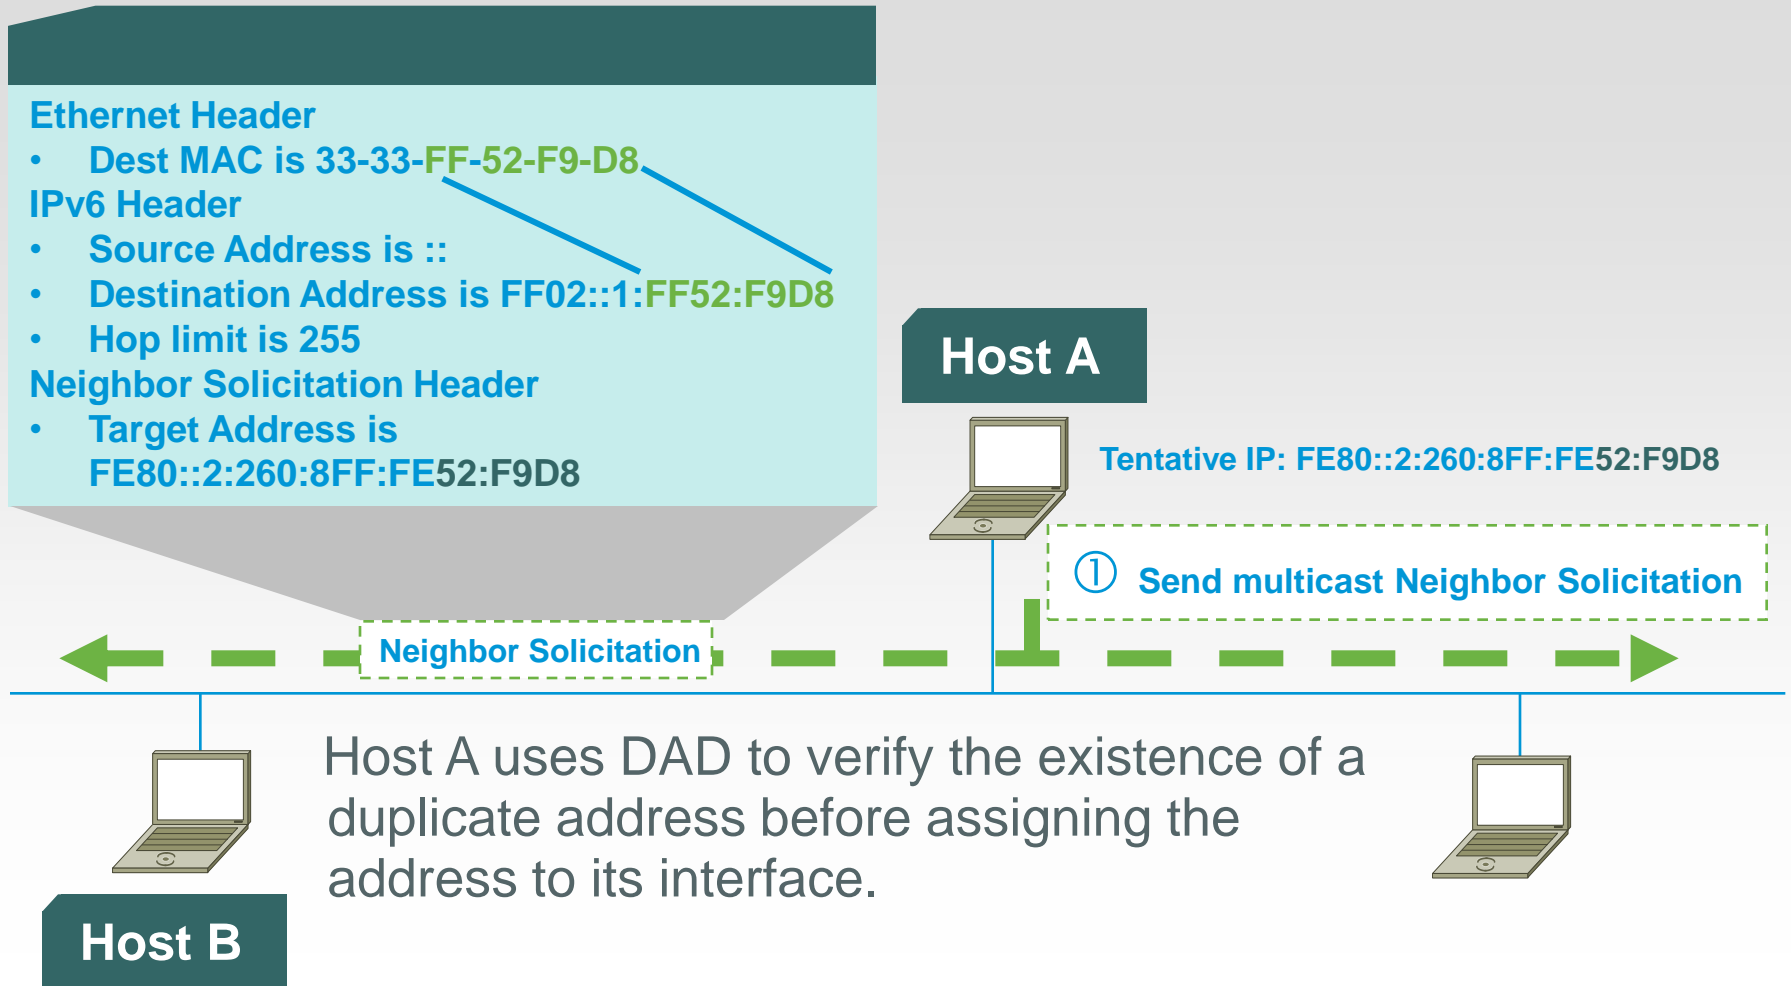 Ethernet Header
• Dest MAC is 33-33-FF-52-F9-D8
IPv6 Header
• Source Address is ::
• Destination Address is FF02::1:FF52:F9D8
• Hop limit is 255
Neighbor Solicitation Header
• Target Address is
FE80::2:260:8FF:FE52:F9D8
Host A
Tentative IP: FE80::2:260:8FF:FE52:F9D8
① Send multicast Neighbor Solicitation
Neighbor Solicitation
Host A uses DAD to verify the existence of a
duplicate address before assigning the
address to its interface.
Host B